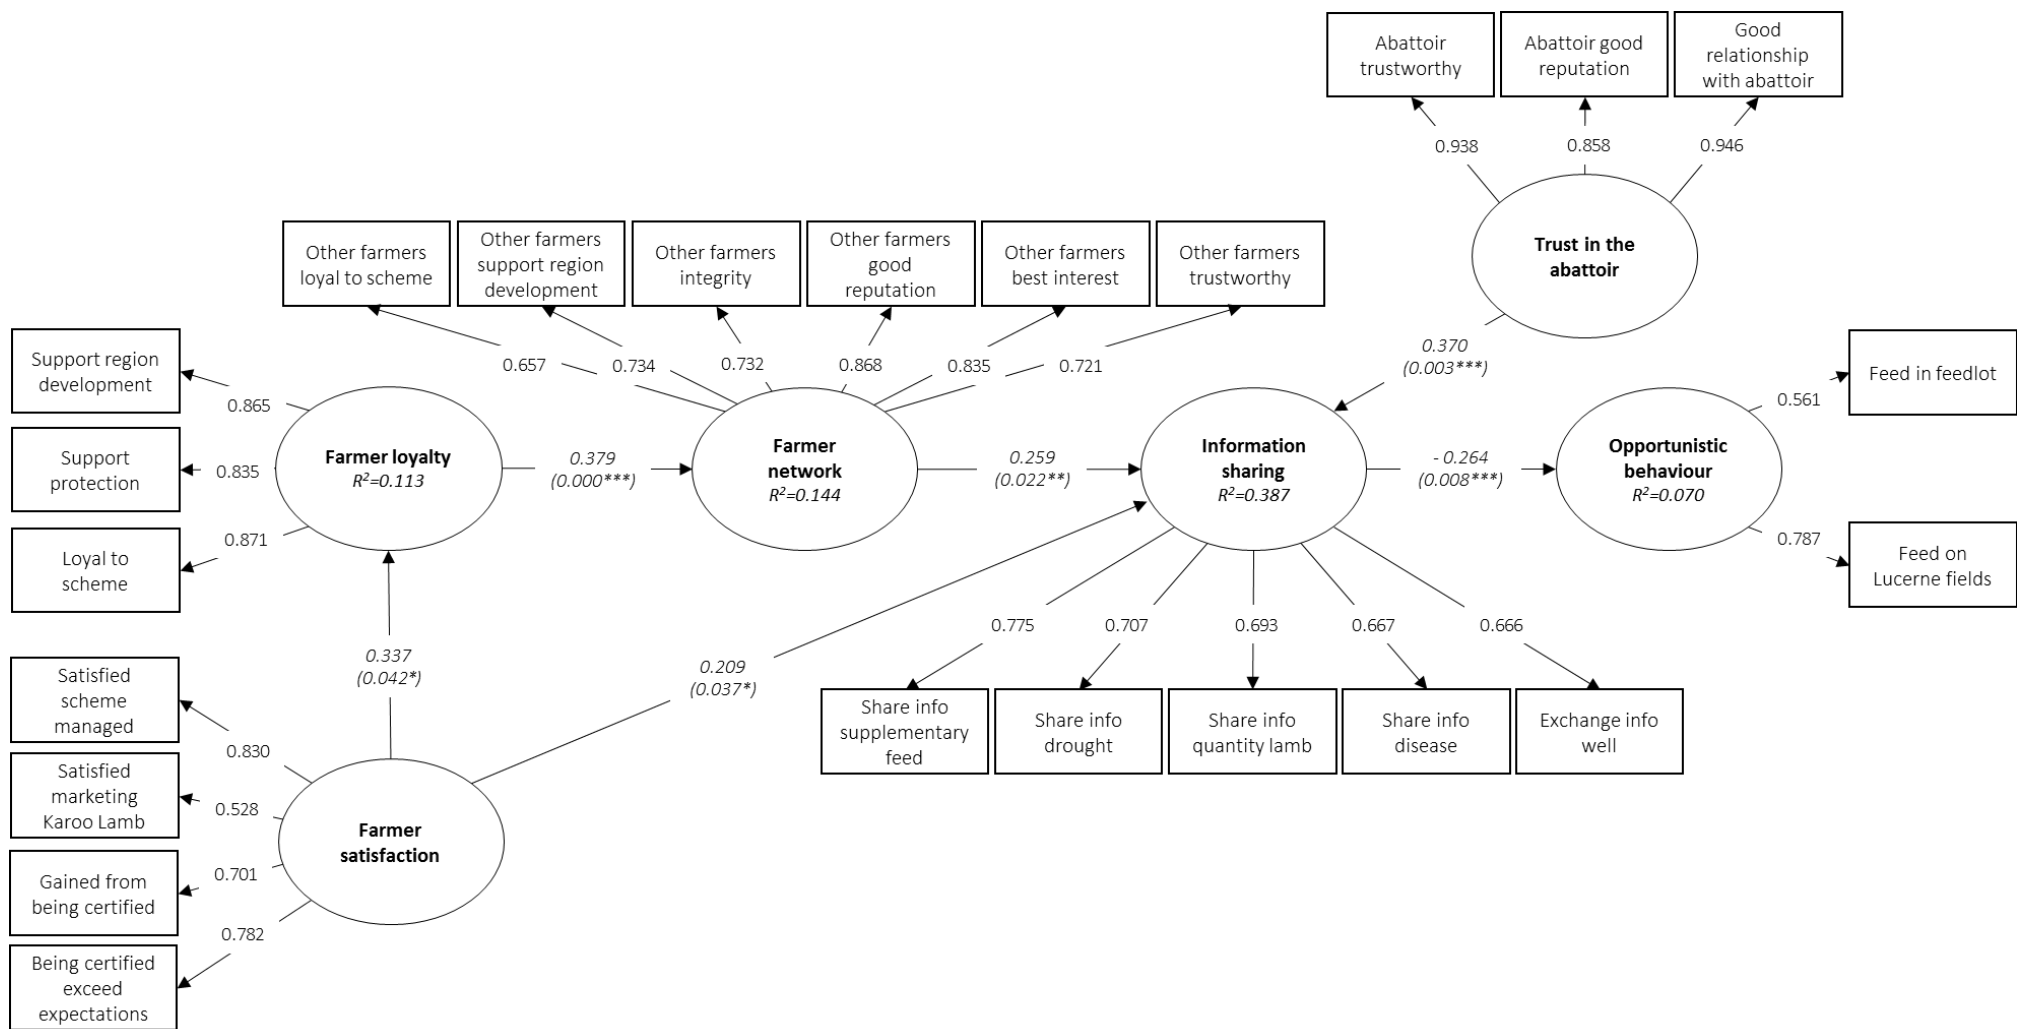 Abattoir
trustworthy
Abattoir good
reputation
Good
relationship
with abattoir
0.938
0.858
0.946
Trust in the
abattoir
Other farmers
loyal to scheme
Other farmers
support region
development
Other farmers
integrity
Other farmers
good
reputation
Other farmers
best interest
Other farmers
trustworthy
0.657
0.734
0.732
0.868
0.835
0.721
0.370
(0.003***)
Support region
development
Support
protection
Loyal to
scheme
0.865
0.835
0.871
Farmer loyalty
R²=0.113
0.379
(0.000***)
Farmer
network
R²=0.144
0.259
(0.022**)
Information
sharing
R²=0.387
- 0.264
(0.008***)
Opportunistic
behaviour
R²=0.070
0.561
0.787
Feed in feedlot
Feed on
Lucerne fields
0.337
(0.042*)
0.209
(0.037*)
0.775
0.707
0.693
0.667
0.666
Share info
supplementary
feed
Share info
drought
Share info
quantity lamb
Share info
disease
Exchange info
well
Satisfied
scheme
managed
Satisfied
marketing
Karoo Lamb
Gained from
being certified
Being certified
exceed
expectations
0.830
0.528
0.701
0.782
Farmer
satisfaction